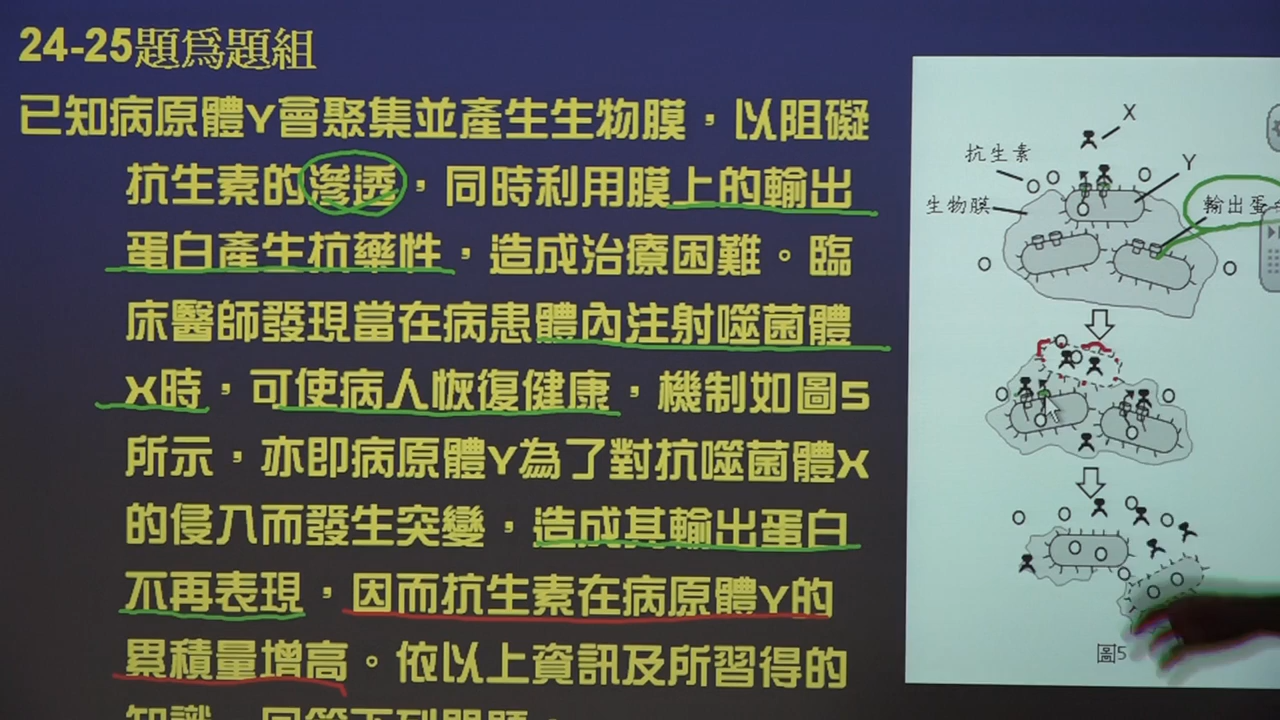 24-25題為題組
已知病原體Y會聚集並產生生物膜，以阻礙
抗生素的滲透，同時利用膜上的輸出
蛋白產生抗藥性，造成治療困難。臨
床醫師發現當在病患體內注射噬菌體
X時，可使病人恢復健康，機制如圖5
所示，亦即病原體Y為了對抗噬菌體X
的侵入而發生突變，造成其輸出蛋白
不再表現，因而抗生素在病原體Y的
累積量增高。依以上資訊及所習得的
X
抗生素
Y
生物膜
輸出蛋
圖5